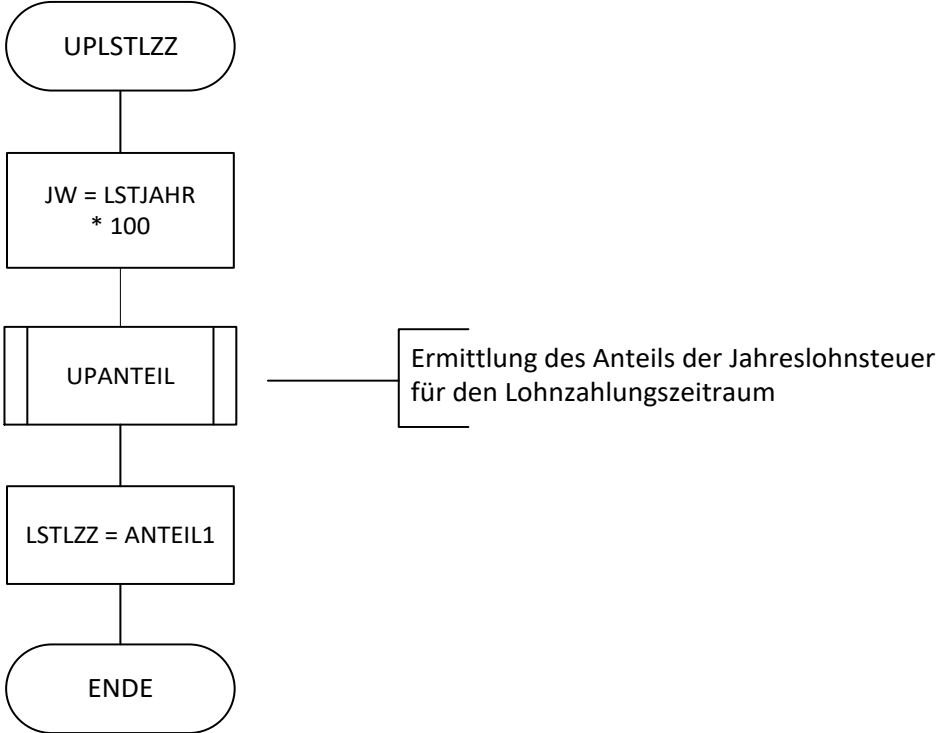 UPLSTLZZ
JW = LSTJAHR
* 100
UPANTEIL
Ermittlung des Anteils der Jahreslohnsteuer
für den Lohnzahlungszeitraum
LSTLZZ = ANTEIL1
ENDE